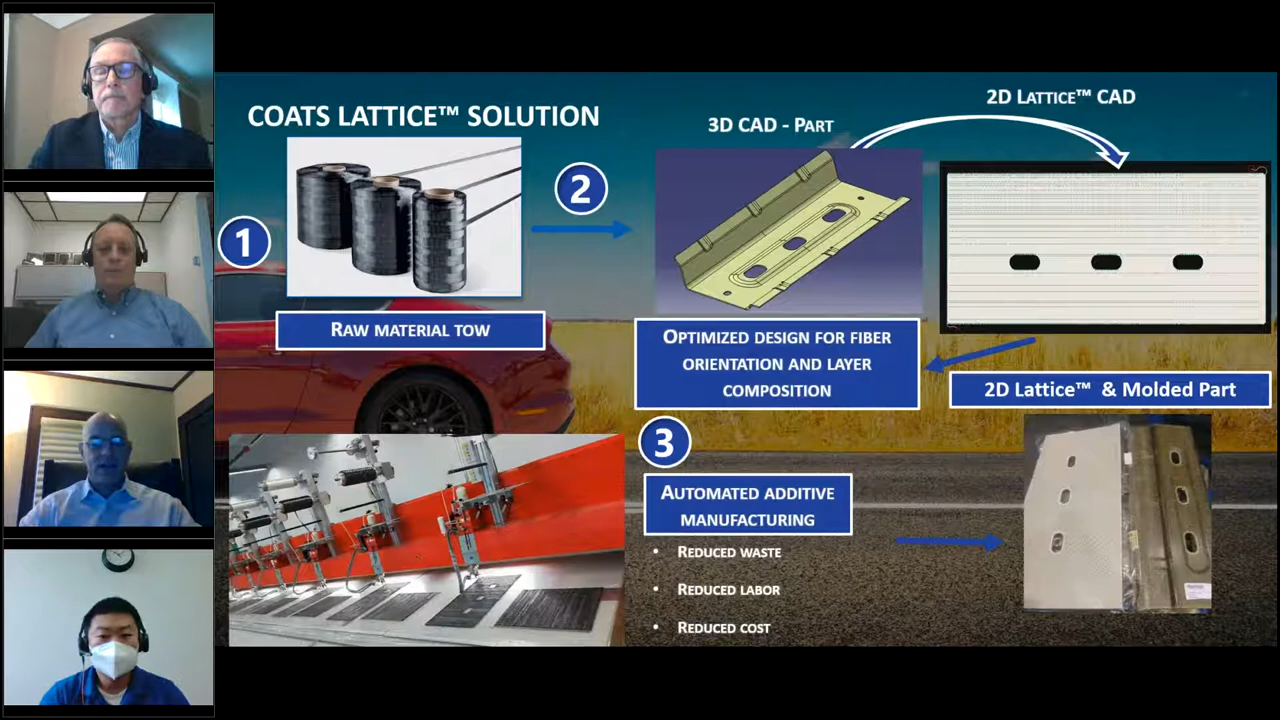 COATS LATTICE™ SOLUTION
1
RAW MATERIAL TOW
2
3D CAD - PART
2D LATTICE™ CAD
OPTIMIZED DESIGN FOR FIBER
ORIENTATION AND LAYER
COMPOSITION
2D Lattice™ & Molded Part
3
AUTOMATED ADDITIVE
MANUFACTURING
• REDUCED WASTE
• REDUCED LABOR
• REDUCED COST